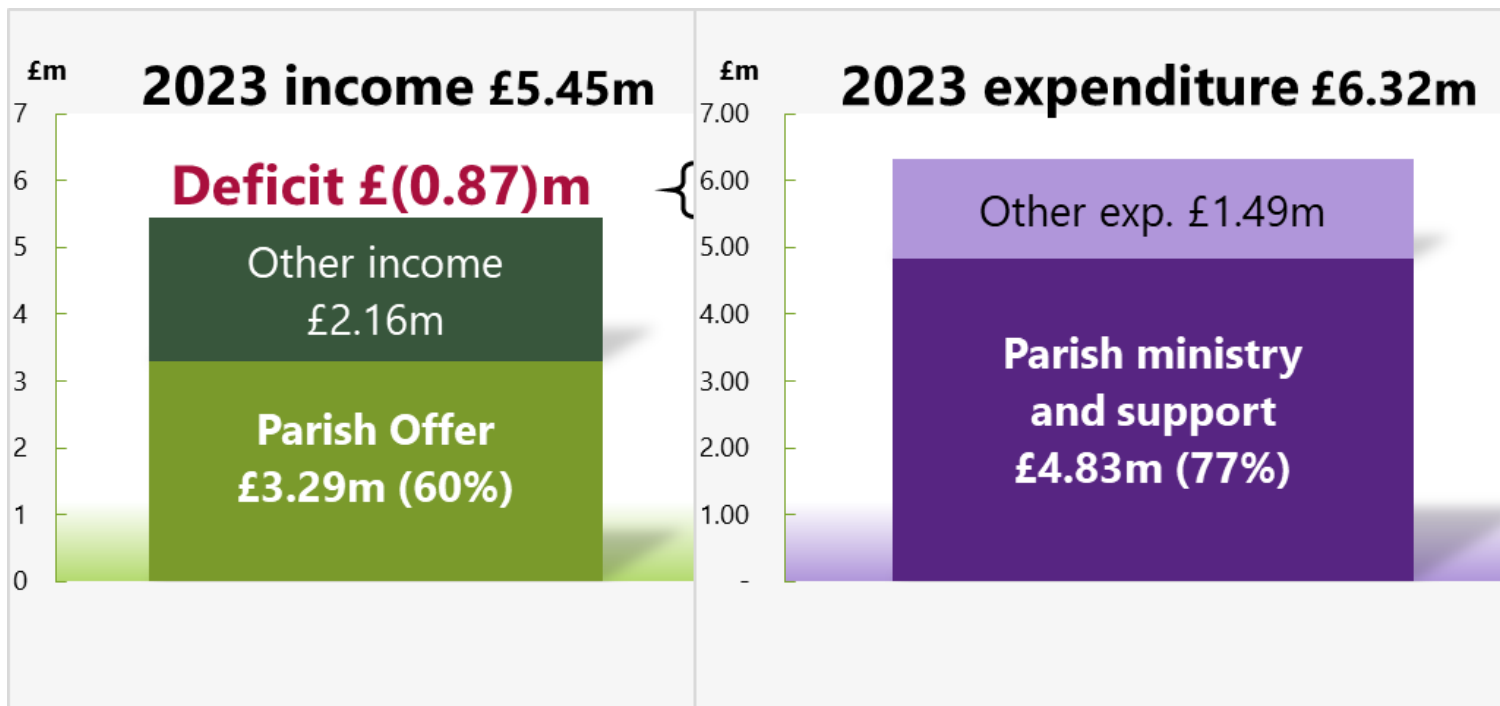 £m
2023 income £5.45m
7
Deficit £(0.87)m
6
5
Other income
£2.16m
4
3
Parish Offer
£3.29m (60%)
2
1
0
£m
2023 expenditure £6.32m
7.00
6.00
Other exp. £1.49m
5.00
4.00
Parish ministry
and support
£4.83m (77%)
3.00
2.00
1.00
-